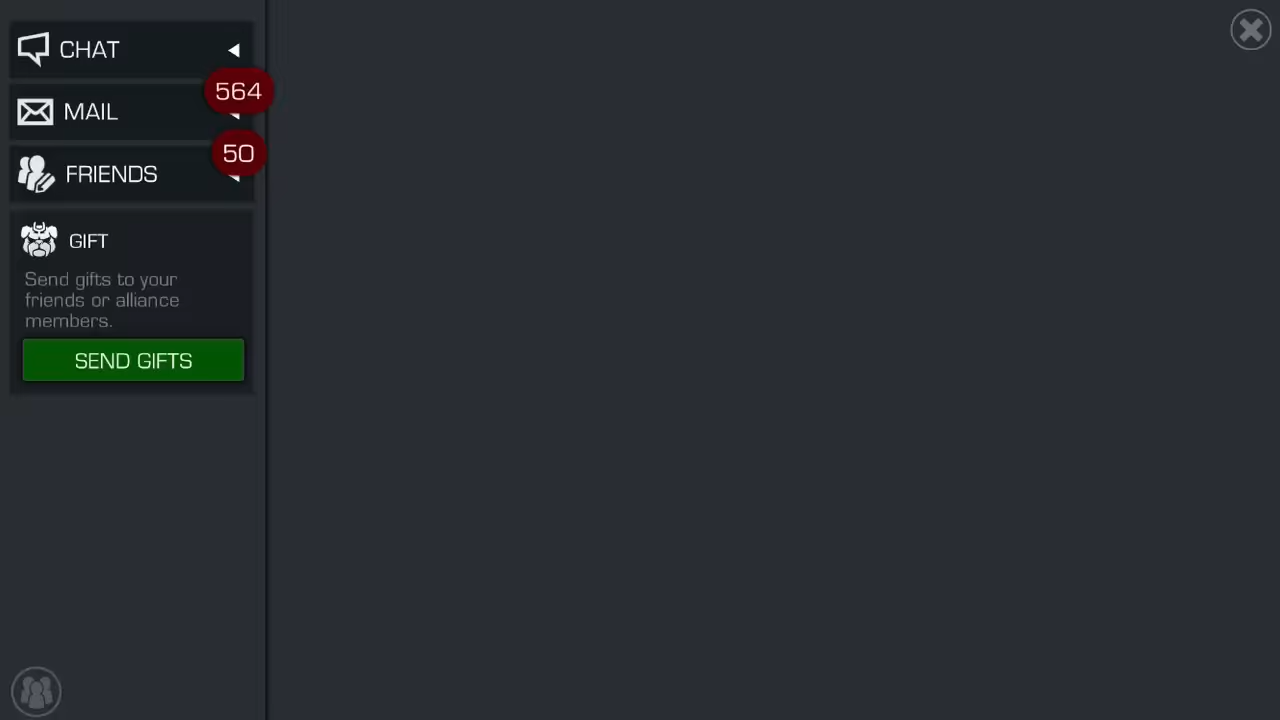 CHAT
564
MAIL
50
FRIENDS
GIFT
Send gifts to your
friends or alliance
members.
SEND GIFTS